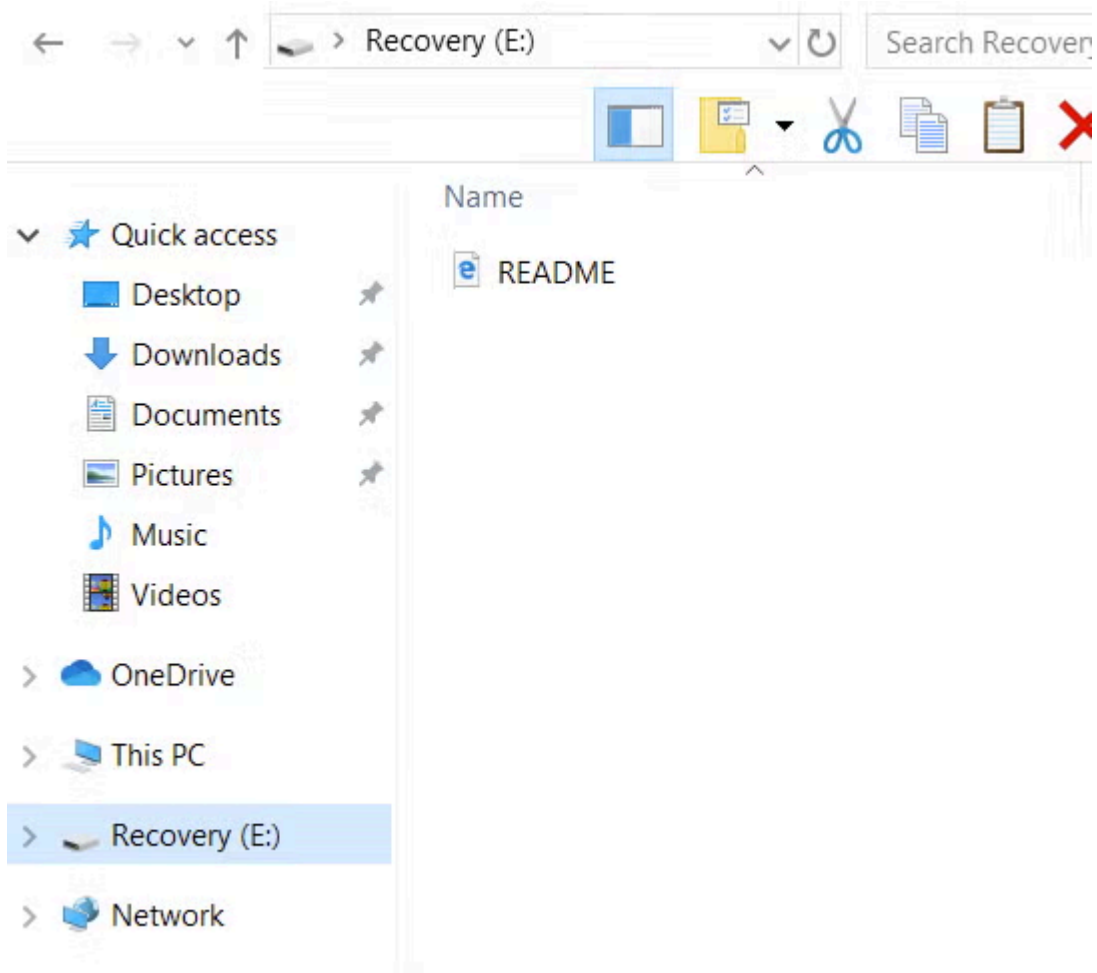 Recovery (E:)
Search Recovery
Name
Quick access
README
Desktop
Downloads
Documents
Pictures
Music
Videos
OneDrive
This PC
Recovery (E:)
Network